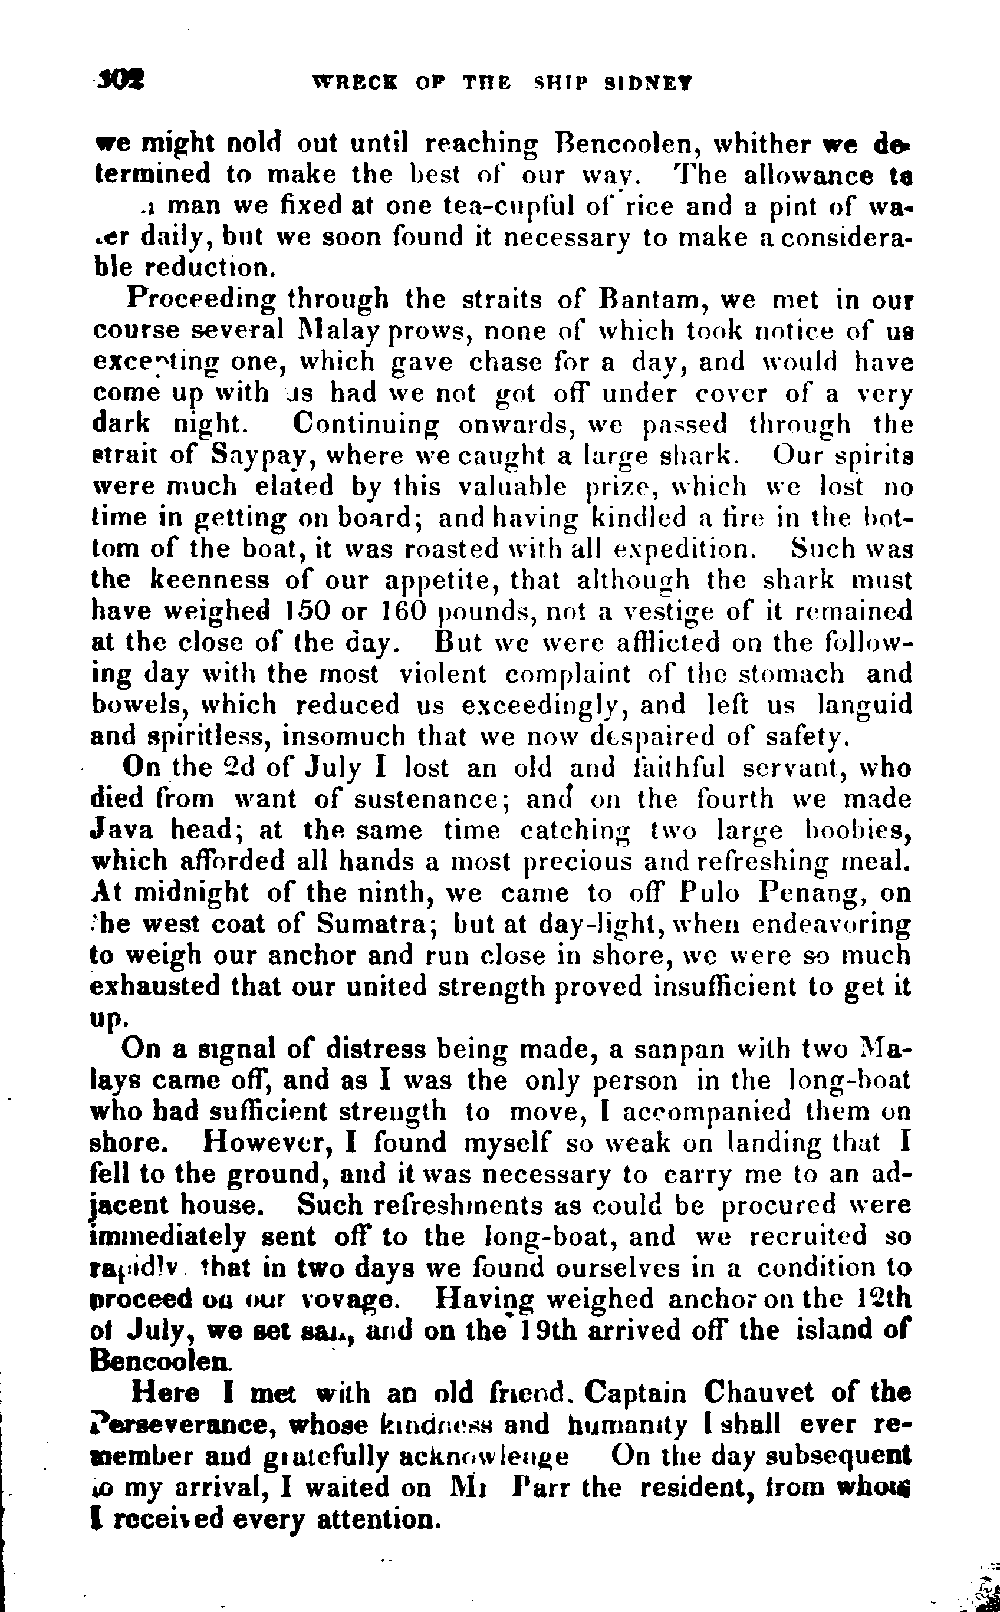 302 WRECK OF THE SHIP SIDNEY
we might hold out until reaching Bencoolen, whither we de-
termined to make the best of our way. The allowance to
a man we fixed at one tea-cupful of rice and a pint of wa-
ter daily, but we soon found it necessary to make a considera-
ble reduction.
Proceeding through the straits of Bantam, we met in our
course several Malay prows, none of which took notice of us
excepting one, which gave chase for a day, and would have
come up with us had we not got off under cover of a very
dark night. Continuing onwards, we passed through the
strait of Saypay, where we caught a large shark. Our spirits
were much elated by this valuable prize, which we lost no
time in getting on board; and having kindled a fire in the bot-
tom of the boat, it was roasted with all expedition. Such was
the keenness of our appetite, that although the shark must
have weighed 150 or 160 pounds, not a vestige of it remained
at the close of the day. But we were afflicted on the follow-
ing day with the most violent complaint of the stomach and
bowels, which reduced us exceedingly, and left us languid
and spiritless, insomuch that we now despaired of safety.
On the 2d of July I lost an old and faithful servant, who
died from want of sustenance; and on the fourth we made
Java head; at the same time catching two large boobies,
which afforded all hands a most precious and refreshing meal.
At midnight of the ninth, we came to off Pulo Penang, on
the west coat of Sumatra; but at day-light, when endeavoring
to weigh our anchor and run close in shore, we were so much
exhausted that our united strength proved insufficient to get it
up.
On a signal of distress being made, a sanpan with two Ma-
lays came off, and as I was the only person in the long-boat
who had sufficient strength to move, I accompanied them on
shore. However, I found myself so weak on landing that I
fell to the ground, and it was necessary to carry me to an ad-
jacent house. Such refreshments as could be procured were
immediately sent off to the long-boat, and we recruited so
rapidly that in two days we found ourselves in a condition to
proceed on our voyage. Having weighed anchor on the 12th
of July, we set sail, and on the 19th arrived off the island of
Bencoolen.
Here I met with an old friend. Captain Chauvet of the
Perseverance, whose kindness and humanity I shall ever re-
member and gratefully acknowledge On the day subsequent
to my arrival, I waited on Mr Parr the resident, from whom
I received every attention.